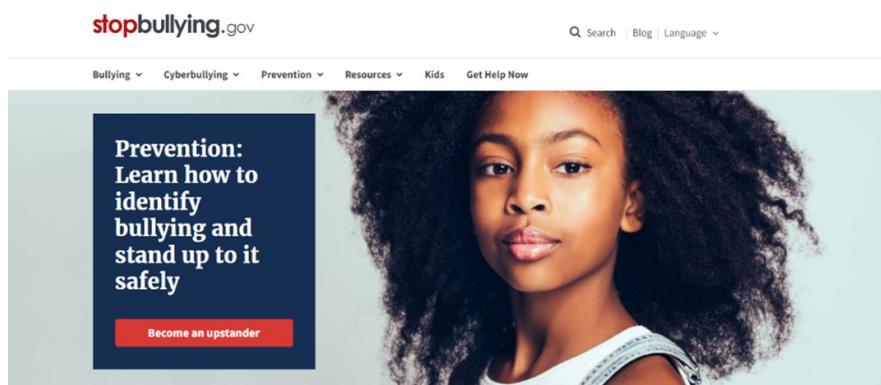 stopbullying.gov
Search | Blog | Language
Bullying Cyberbullying Prevention Resources Kids Get Help Now
Prevention:
Learn how to
identify
bullying and
stand up to it
safely
Become an upstander